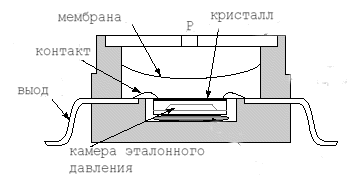 мембрана
P
кристалл
контакт
выод
камера эталонного
давления